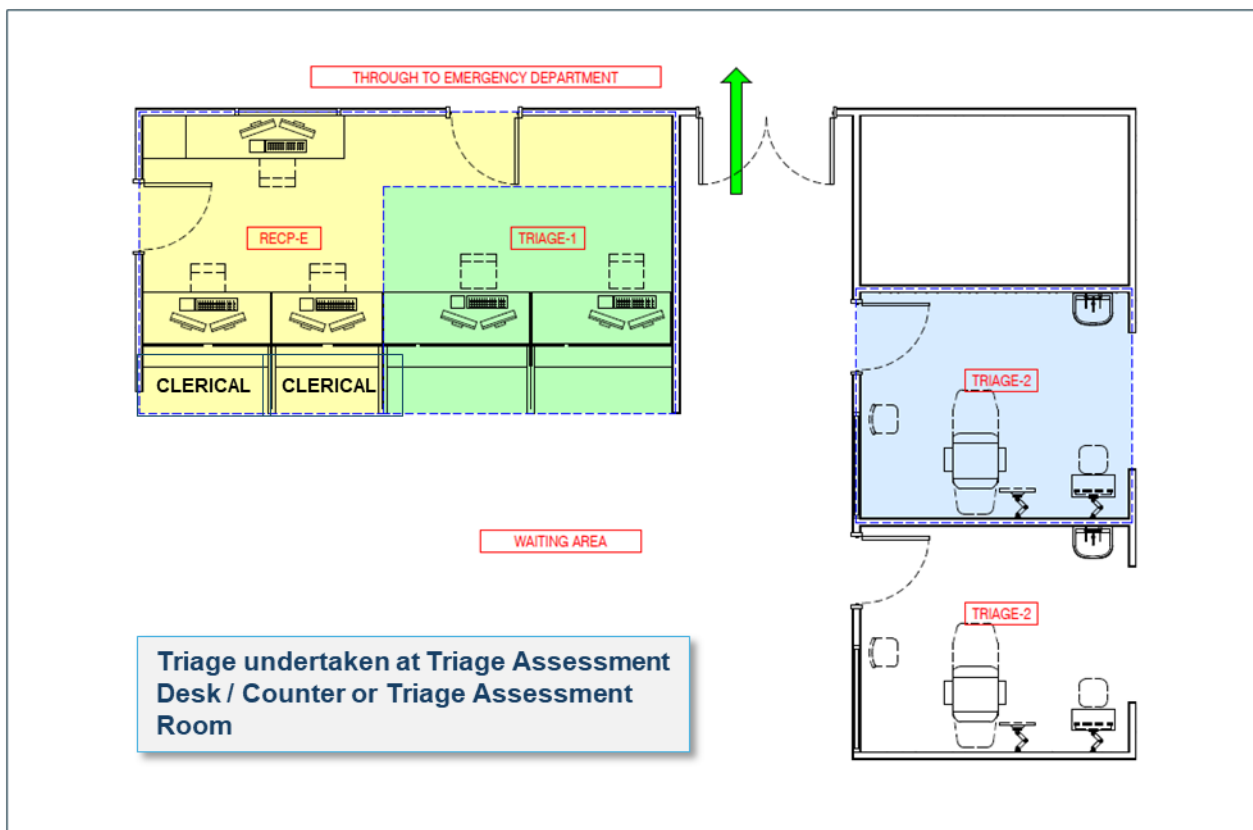 THROUGH TO EMERGENCY DEPARTMENT
RECP-E
TRIAGE-1
CLERICAL
CLERICAL
TRIAGE-2
WAITING AREA
TRIAGE-2
Triage undertaken at Triage Assessment
Desk / Counter or Triage Assessment
Room